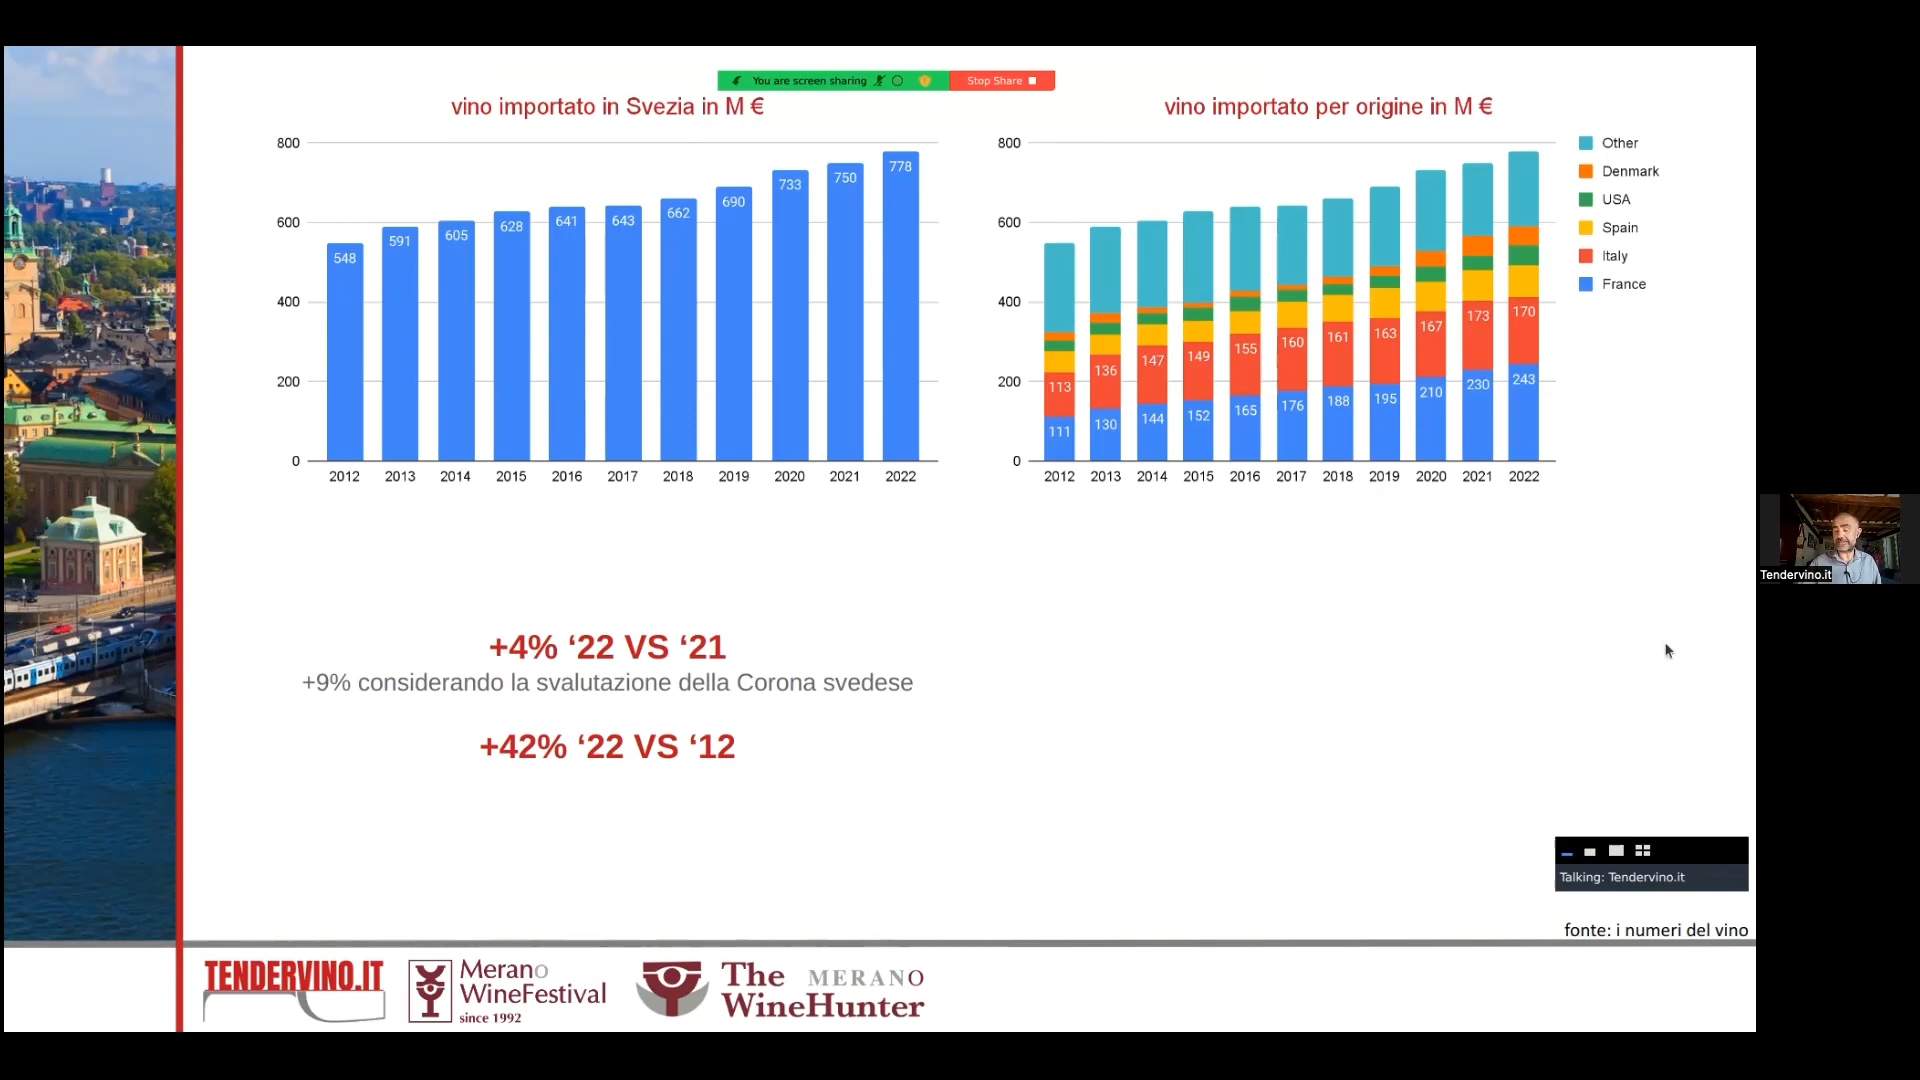 You are screen sharing
Stop Share
vino importato in Svezia in M €
800
600
400
200
0
548
591
605
628
641
643
662
690
733
750
778
2012 2013 2014 2015 2016 2017 2018 2019 2020 2021 2022
vino importato per origine in M €
800
600
400
200
0
113 136 147 149 155 160 161 163 167 173 170
111 130 144 152 165 176 188 195 210 230 243
2012 2013 2014 2015 2016 2017 2018 2019 2020 2021 2022
Other
Denmark
USA
Spain
Italy
France
Tendervino.it
+4% ‘22 VS ‘21
+9% considerando la svalutazione della Corona svedese
+42% ‘22 VS ‘12
Talking: Tendervino.it
fonte: i numeri del vino
TENDERVINO.IT
Merano
WineFestival
since 1992
The MERANO
WineHunter